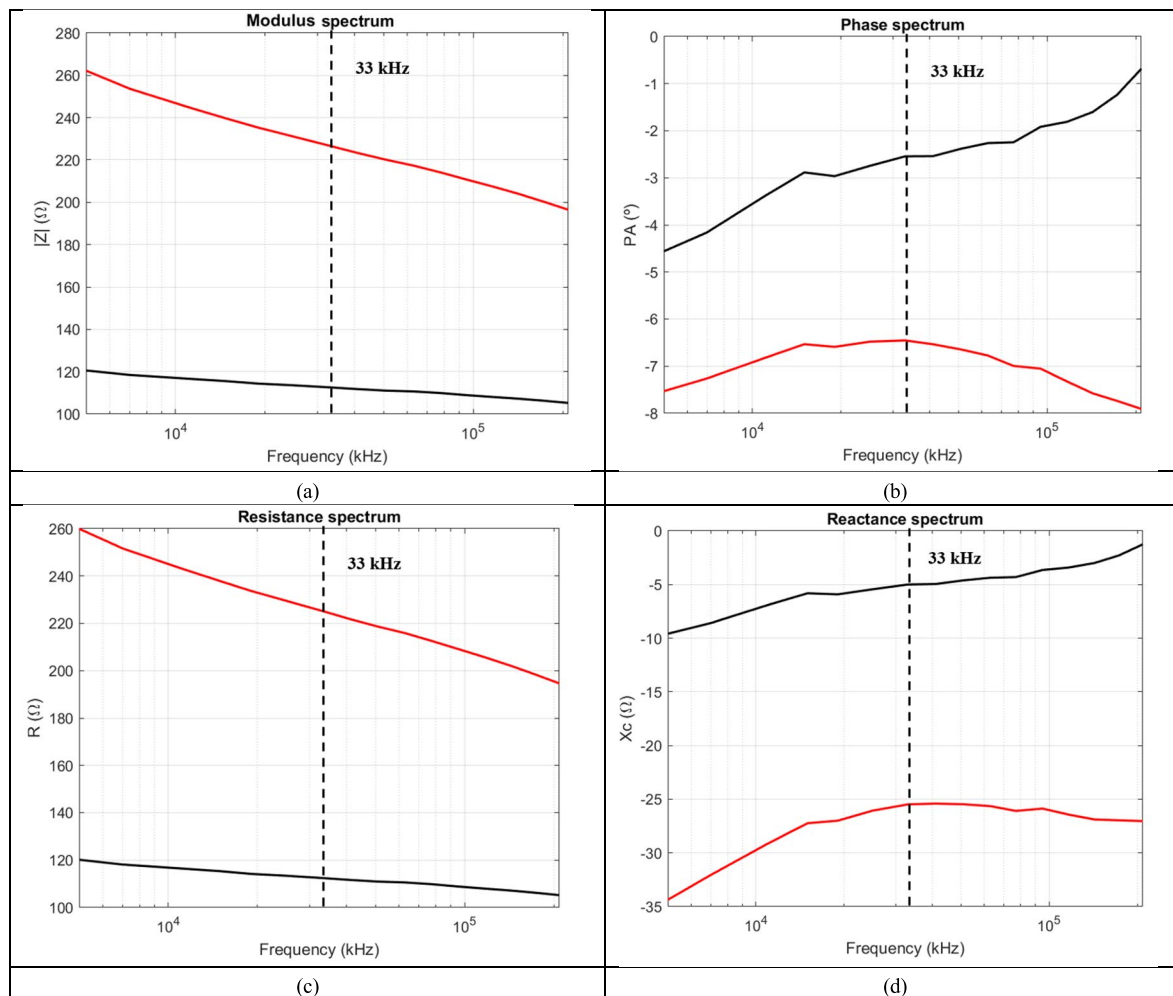 Modulus spectrum
280
260
240
220
200
180
160
140
120
100
33 kHz
|Z| (Ω)
10⁴
10⁵
Frequency (kHz)
(a)
Phase spectrum
0
-1
-2
-3
-4
-5
-6
-7
-8
33 kHz
PA (º)
10⁴
10⁵
Frequency (kHz)
(b)
Resistance spectrum
260
240
220
200
180
160
140
120
100
33 kHz
R (Ω)
10⁴
10⁵
Frequency (kHz)
(c)
Reactance spectrum
0
-5
-10
-15
-20
-25
-30
-35
33 kHz
Xc (Ω)
10⁴
10⁵
Frequency (kHz)
(d)